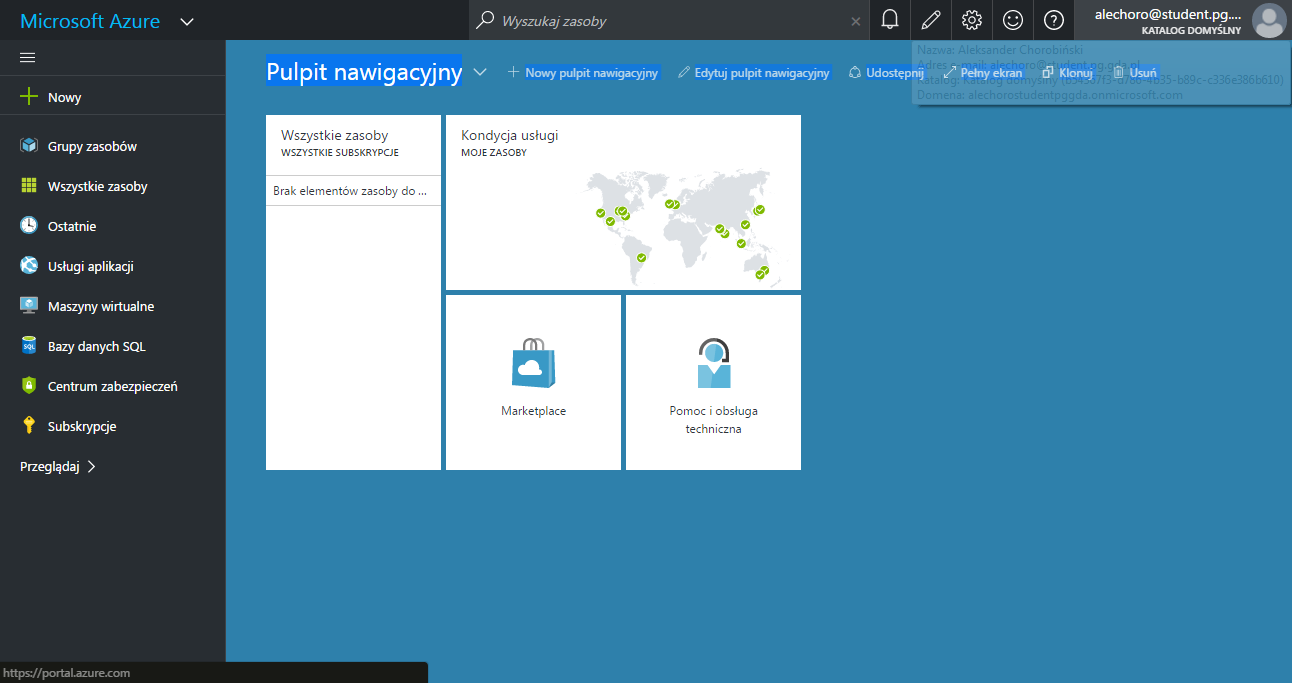 Microsoft Azure
Wyszukaj zasoby
alechoro@student.pg....
KATALOG DOMYŚLNY
Nazwa: Aleksander Chorobiński
Adres e-mail: alechoro@student.pg.gda.pl
Katalog: Katalog domyślny
Domena: alechorostudentpggda.onmicrosoft.com
Pulpit nawigacyjny
Nowy pulpit nawigacyjny
Edytuj pulpit nawigacyjny
Udostępnij
Pełny ekran
Klonuj
Usuń
Nowy
Grupy zasobów
Wszystkie zasoby
Ostatnie
Usługi aplikacji
Maszyny wirtualne
Bazy danych SQL
Centrum zabezpieczeń
Subskrypcje
Przeglądaj
Wszystkie zasoby
WSZYSTKIE SUBSKRYPCJE
Brak elementów zasoby do ...
Kondycja usługi
MOJE ZASOBY
Marketplace
Pomoc i obsługa
techniczna
https://portal.azure.com